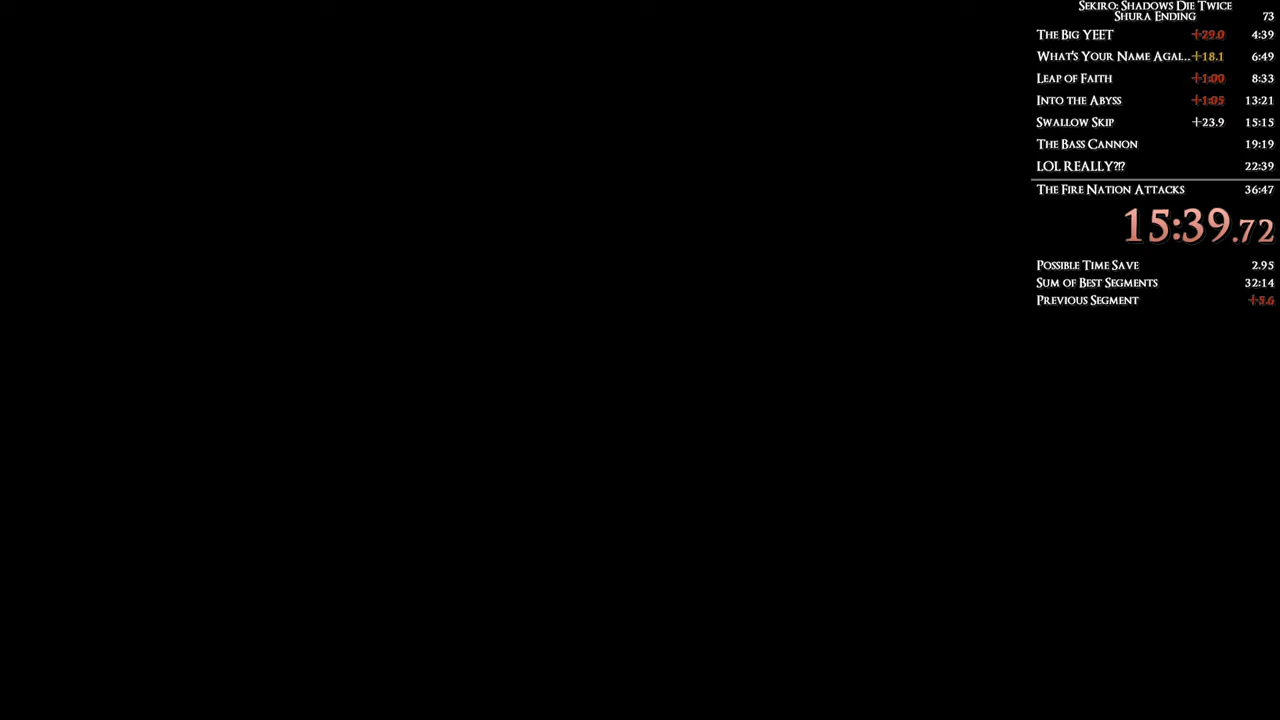 Sekiro: Shadows Die Twice
Shura Ending 73
The Big YEET +29.0 4:39
What's Your Name Agai... +18.1 6:49
Leap of Faith +1:00 8:33
Into the Abyss +1:05 13:21
Swallow Skip +23.9 15:15
The Bass Cannon 19:19
LOL REALLY?!? 22:39
The Fire Nation Attacks 36:47
15:39.72
Possible Time Save 2.95
Sum of Best Segments 32:14
Previous Segment +5.6